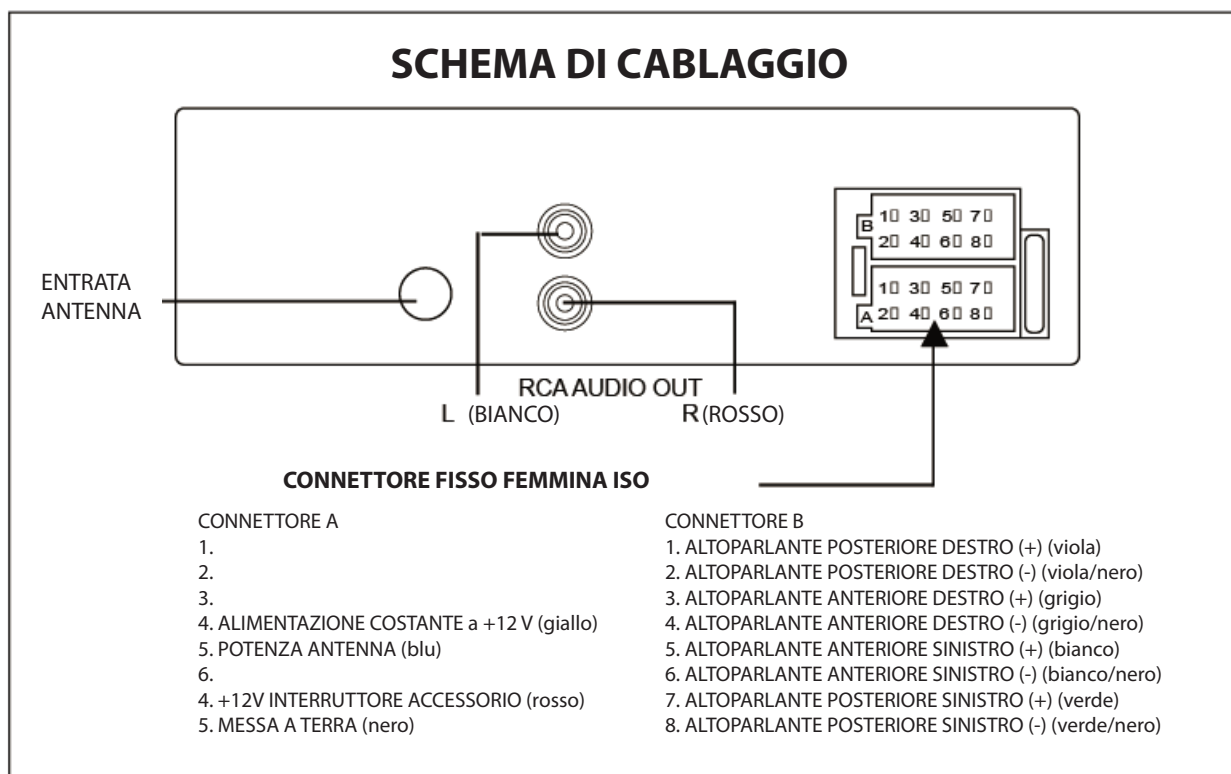 SCHEMA DI CABLAGGIO
B 1 3 5 7
2 4 6 8
1 3 5 7
A 2 4 6 8
ENTRATA
ANTENNA
RCA AUDIO OUT
L (BIANCO) R (ROSSO)
CONNETTORE FISSO FEMMINA ISO
CONNETTORE A
1.
2.
3.
4. ALIMENTAZIONE COSTANTE a +12 V (giallo)
5. POTENZA ANTENNA (blu)
6.
4. +12V INTERRUTTORE ACCESSORIO (rosso)
5. MESSA A TERRA (nero)
CONNETTORE B
1. ALTOPARLANTE POSTERIORE DESTRO (+) (viola)
2. ALTOPARLANTE POSTERIORE DESTRO (-) (viola/nero)
3. ALTOPARLANTE ANTERIORE DESTRO (+) (grigio)
4. ALTOPARLANTE ANTERIORE DESTRO (-) (grigio/nero)
5. ALTOPARLANTE ANTERIORE SINISTRO (+) (bianco)
6. ALTOPARLANTE ANTERIORE SINISTRO (-) (bianco/nero)
7. ALTOPARLANTE POSTERIORE SINISTRO (+) (verde)
8. ALTOPARLANTE POSTERIORE SINISTRO (-) (verde/nero)